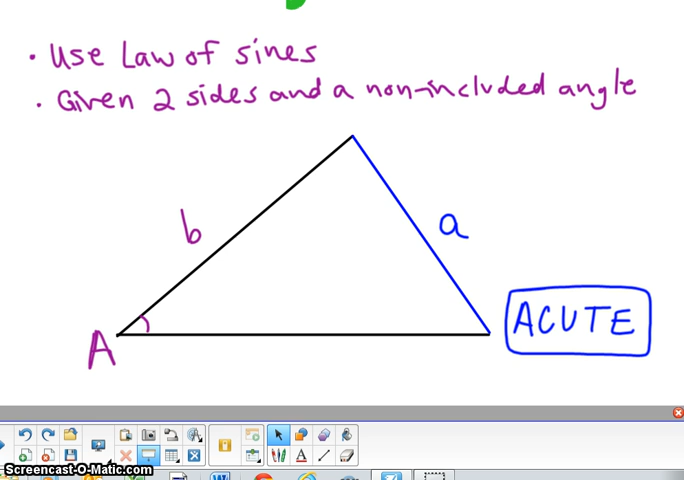 • Use Law of sines
• Given 2 sides and a non-included angle
b
a
ACUTE
A
Screencast-O-Matic.com